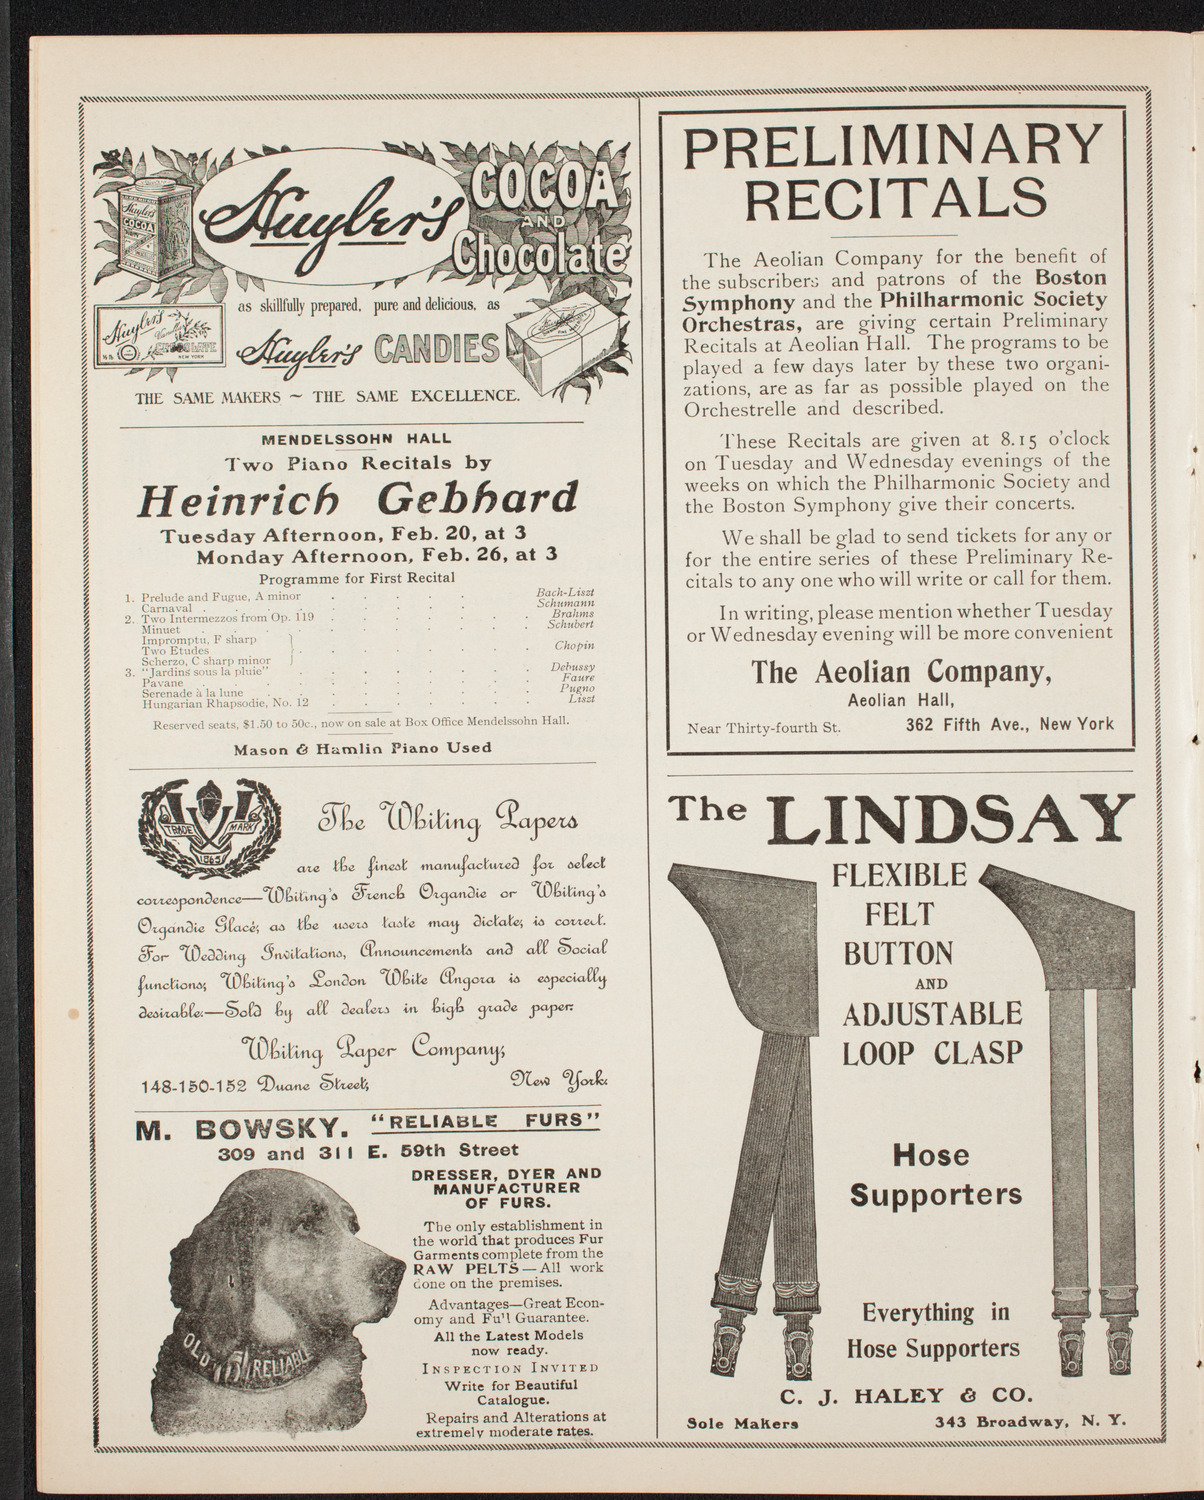 Huyler's
COCOA
AND
Chocolate
Huyler's
COCOA
Huyler's
NEW YORK
as skillfully prepared, pure and delicious, as
Huyler's CANDIES
THE SAME MAKERS ~ THE SAME EXCELLENCE.
MENDELSSOHN HALL
Two Piano Recitals by
Heinrich Gebhard
Tuesday Afternoon, Feb. 20, at 3
Monday Afternoon, Feb. 26, at 3
Programme for First Recital
1. Prelude and Fugue, A minor . . . . . Bach-Liszt
Carnaval . . . . . . . Schumann
2. Two Intermezzos from Op. 119 . . . . . . . Brahms
Minuet . . . . . . . Schubert
Impromptu, F sharp
Two Etudes . . . . . . . Chopin
Scherzo, C sharp minor
3. "Jardins sous la pluie" . . . . . . . Debussy
Pavane . . . . . . . Faure
Serenade à la lune . . . . . . . Pugno
Hungarian Rhapsodie, No. 12 . . . . . . . Liszt
Reserved seats, $1.50 to 50c., now on sale at Box Office Mendelssohn Hall.
Mason & Hamlin Piano Used
TRADE MARK
1865
The Whiting Papers
are the finest manufactured for select
correspondence—Whiting's French Organdie or Whiting's
Organdie Glacé, as the users taste may dictate, is correct.
For Wedding Invitations, Announcements and all Social
functions, Whiting's London White Angora is especially
desirable.—Sold by all dealers in high grade paper.
Whiting Paper Company,
148-150-152 Duane Street, New York.
M. BOWSKY. "RELIABLE FURS"
309 and 311 E. 59th Street
DRESSER, DYER AND
MANUFACTURER
OF FURS.
The only establishment in
the world that produces Fur
Garments complete from the
RAW PELTS—All work
done on the premises.
Advantages—Great Econ-
omy and Full Guarantee.
All the Latest Models
now ready.
INSPECTION INVITED
Write for Beautiful
Catalogue.
Repairs and Alterations at
extremely moderate rates.
OLD RELIABLE
PRELIMINARY
RECITALS
The Aeolian Company for the benefit of
the subscribers and patrons of the Boston
Symphony and the Philharmonic Society
Orchestras, are giving certain Preliminary
Recitals at Aeolian Hall. The programs to be
played a few days later by these two organi-
zations, are as far as possible played on the
Orchestrelle and described.
These Recitals are given at 8.15 o'clock
on Tuesday and Wednesday evenings of the
weeks on which the Philharmonic Society and
the Boston Symphony give their concerts.
We shall be glad to send tickets for any or
for the entire series of these Preliminary Re-
citals to any one who will write or call for them.
In writing, please mention whether Tuesday
or Wednesday evening will be more convenient
The Aeolian Company,
Aeolian Hall,
Near Thirty-fourth St. 362 Fifth Ave., New York
The LINDSAY
FLEXIBLE
FELT
BUTTON
AND
ADJUSTABLE
LOOP CLASP
Hose
Supporters
Everything in
Hose Supporters
C. J. HALEY & CO.
Sole Makers 343 Broadway, N. Y.